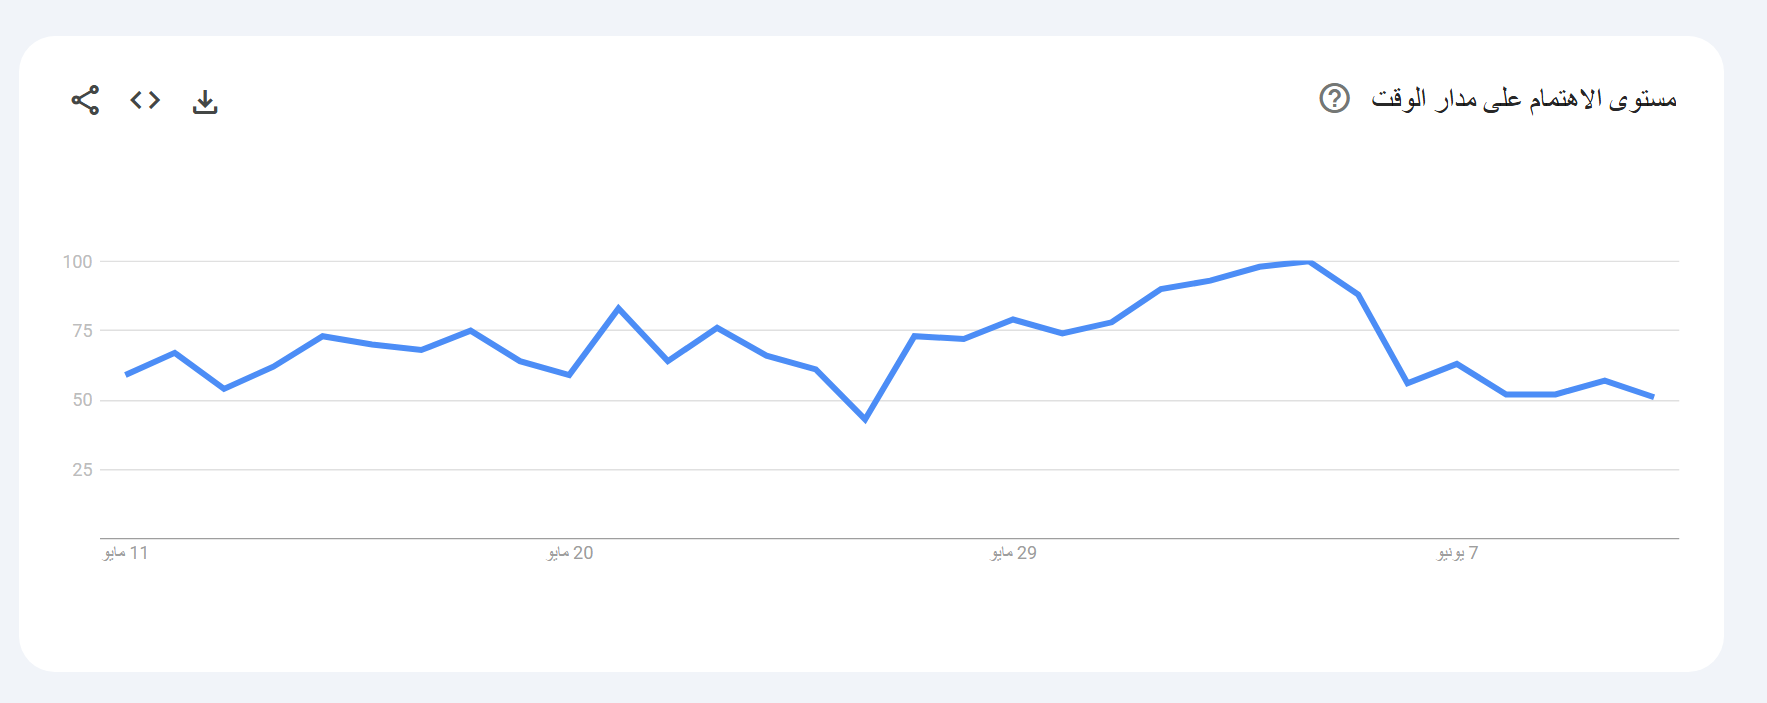 مستوى الاهتمام على مدار الوقت
100
75
50
25
11 مايو
20 مايو
29 مايو
7 يونيو